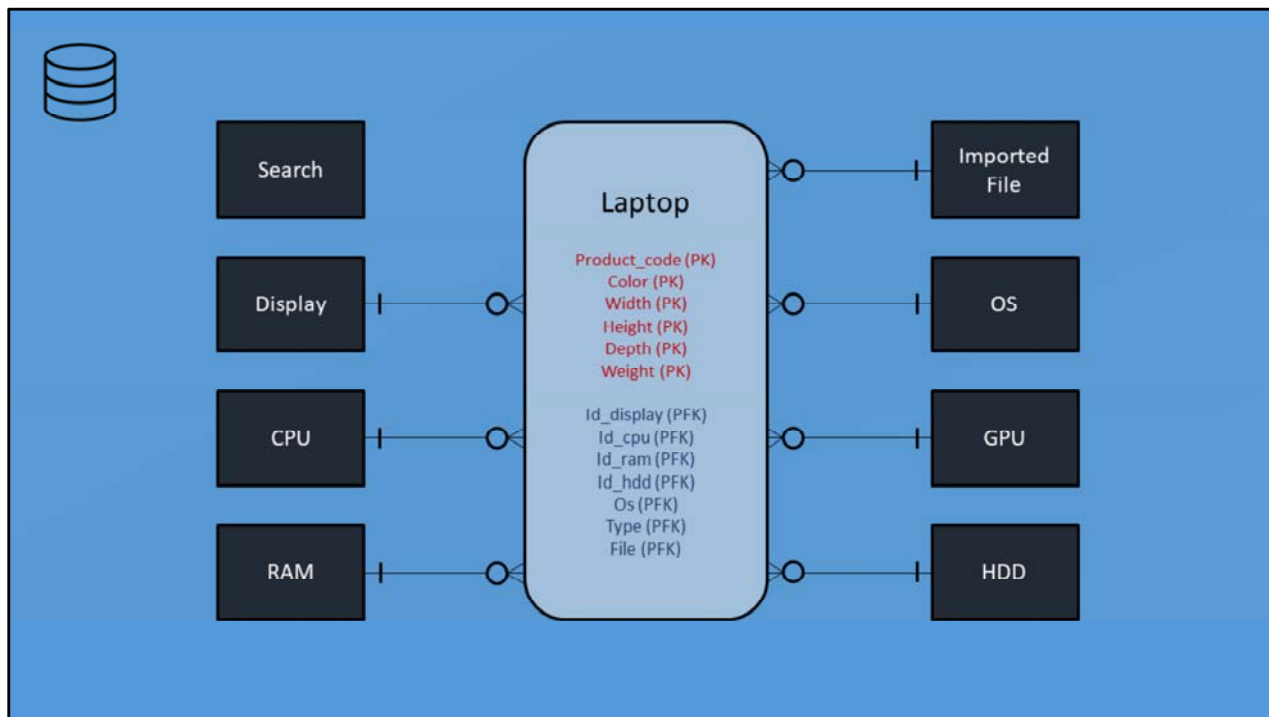 Search
Display
CPU
RAM
Laptop
Product_code (PK)
Color (PK)
Width (PK)
Height (PK)
Depth (PK)
Weight (PK)
Id_display (PFK)
Id_cpu (PFK)
Id_ram (PFK)
Id_hdd (PFK)
Os (PFK)
Type (PFK)
File (PFK)
Imported
File
OS
GPU
HDD